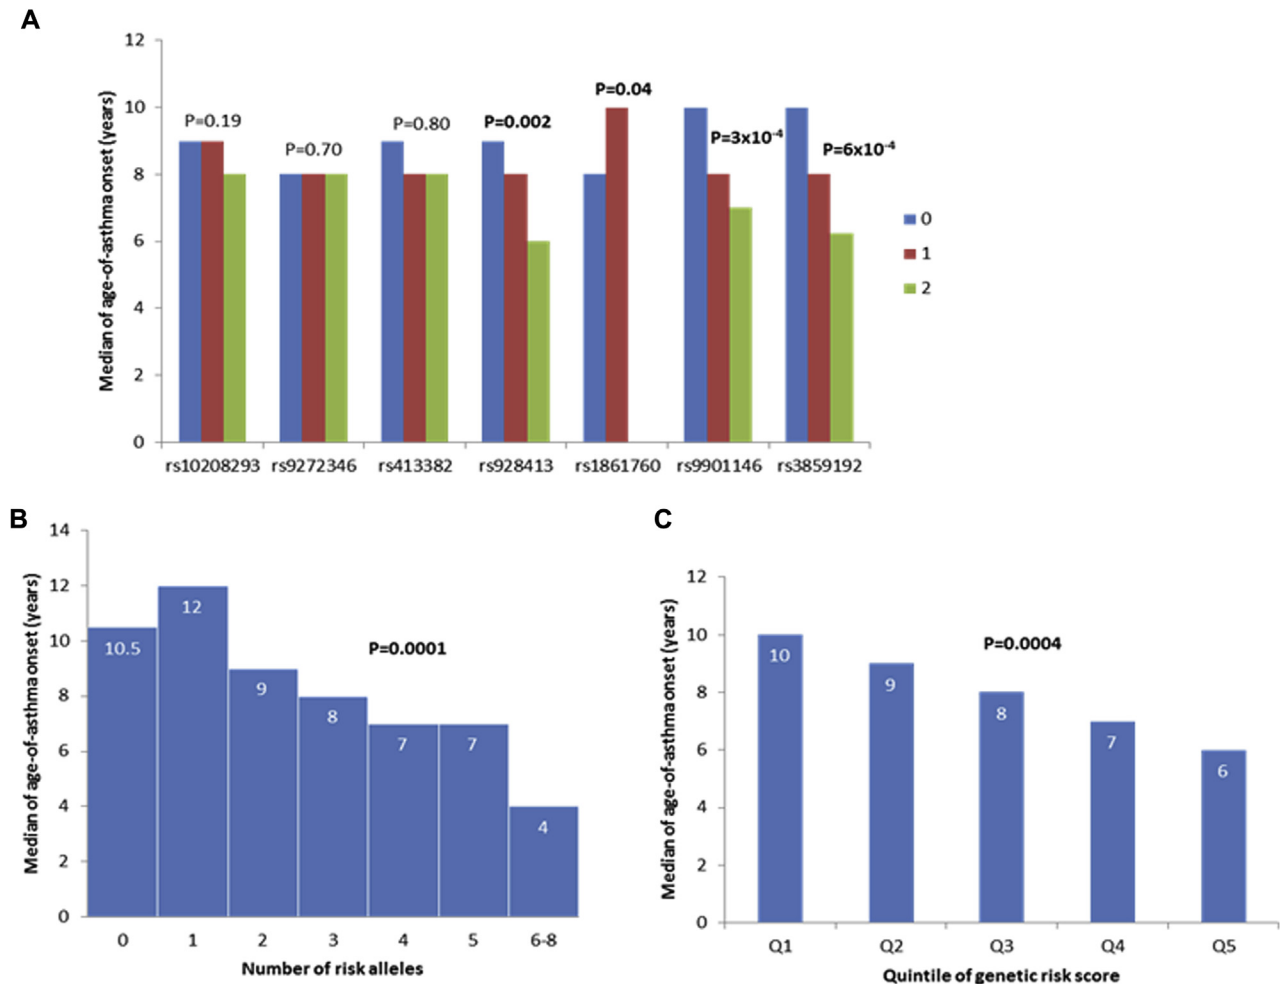 A
Median of age-of-asthma onset (years)
12
10
8
6
4
2
0
P=0.19
P=0.70
P=0.80
P=0.002
P=0.04
P=3x10-4
P=6x10-4
0
1
2
rs10208293 rs9272346 rs413382 rs928413 rs1861760 rs9901146 rs3859192
B
Median of age-of-asthma onset (years)
14
12
10
8
6
4
2
0
10.5
12
9
8
7
7
4
P=0.0001
0 1 2 3 4 5 6-8
Number of risk alleles
C
Median of age-of-asthma onset (years)
12
10
8
6
4
2
0
10
9
8
7
6
P=0.0004
Q1 Q2 Q3 Q4 Q5
Quintile of genetic risk score